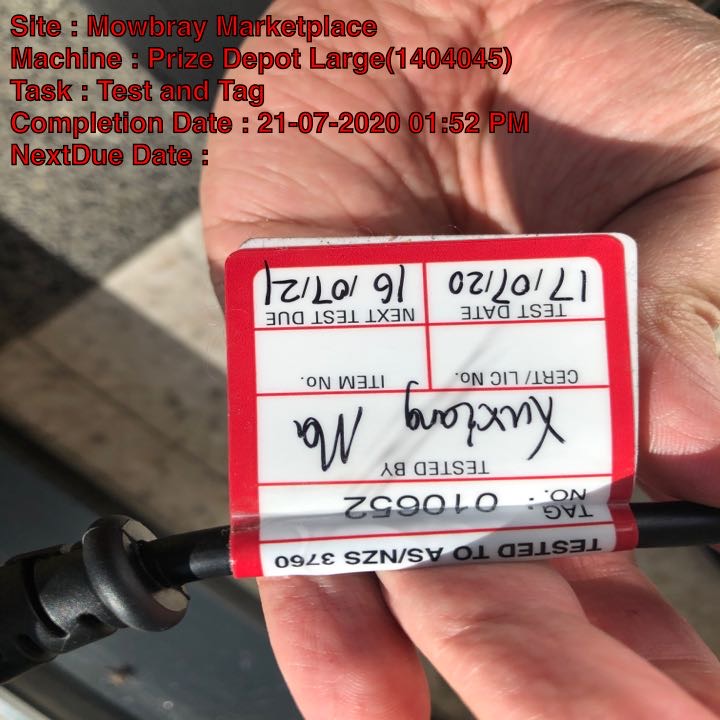 Site : Mowbray Marketplace
Machine : Prize Depot Large(1404045)
Task : Test and Tag
Completion Date : 21-07-2020 01:52 PM
NextDue Date :
TESTED TO AS/NZS 3760
TAG NO.: 010652
TESTED BY
Ma
CERT/LIC No. ITEM No.
TEST DATE NEXT TEST DUE
17/07/20 16/07/21